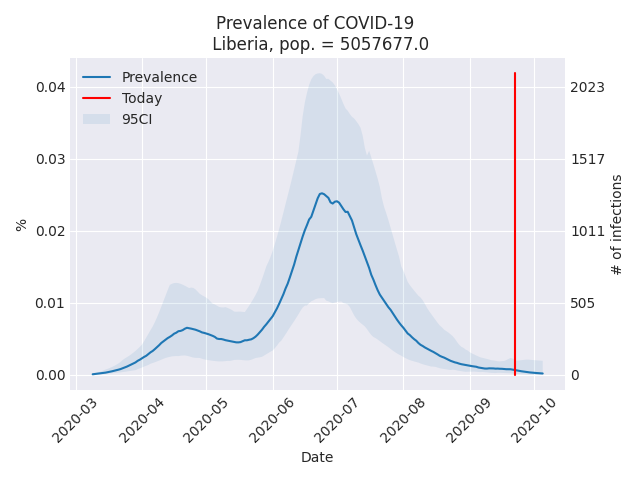 Prevalence of COVID-19
Liberia, pop. = 5057677.0
Prevalence
Today
95CI
0.04
0.03
0.02
0.01
0.00
%
2023
1517
1011
505
0
# of infections
2020-03
2020-04
2020-05
2020-06
2020-07
2020-08
2020-09
2020-10
Date